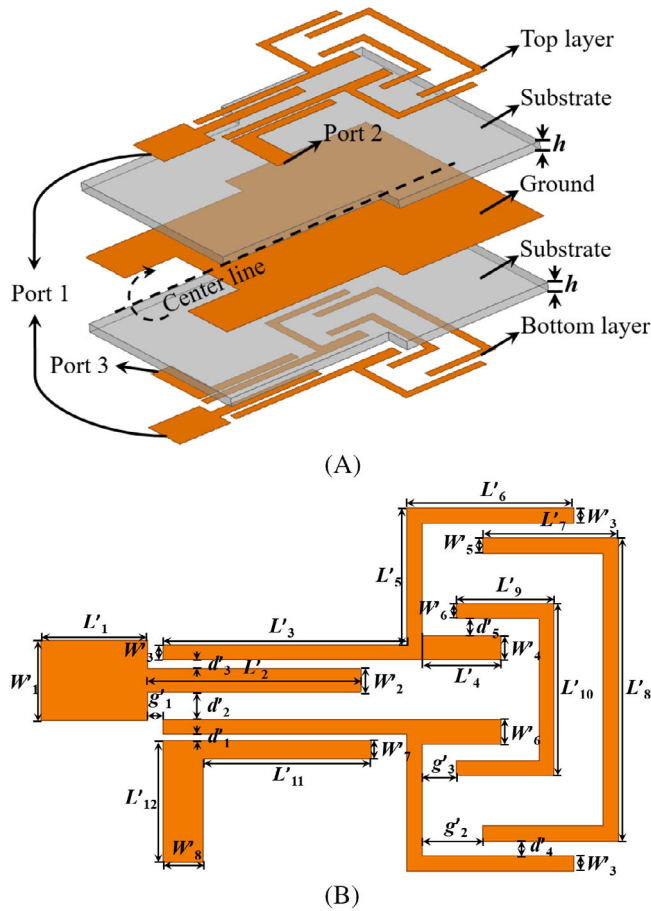 Top layer
Substrate
Port 2
h
Ground
Substrate
Port 1
Center line
h
Port 3
Bottom layer
(A)
L'6
W'3
L'7
W'5
L'5
L'9
W'6
L'1
L'3
d'5
W'3
d'3
L'2
W'4
W'1
W'2
L'4
g'1
d'2
L'10
L'8
d'1
W'6
W'7
g'3
L'11
L'12
g'2
W'8
d'4
W'3
(B)